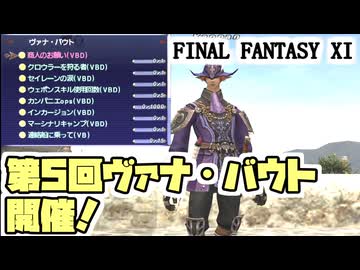 ヴァナ・バウト
FINAL FANTASY XI
商人のお願い(VBD)
クロウラーを狩る者(VBD)
セイレーンの涙(VBD)
ウェポンスキル使用回数(VBD)
カンパニエops(VBD)
インカージョン(VBD)
マーシナリキャンプ(VBD)
連絡船に乗って(VB)
第5回ヴァナ・バウト
開催!